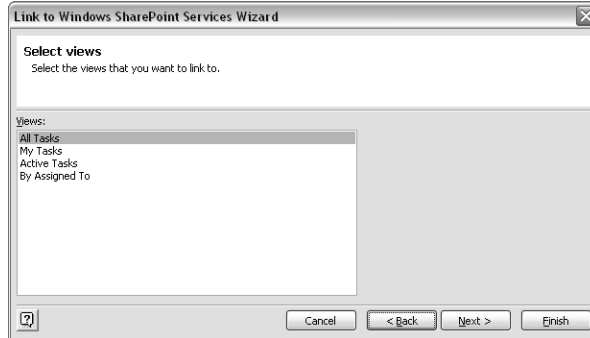 Link to Windows SharePoint Services Wizard
Select views
Select the views that you want to link to.
Views:
All Tasks
My Tasks
Active Tasks
By Assigned To
Cancel
< Back
Next >
Finish